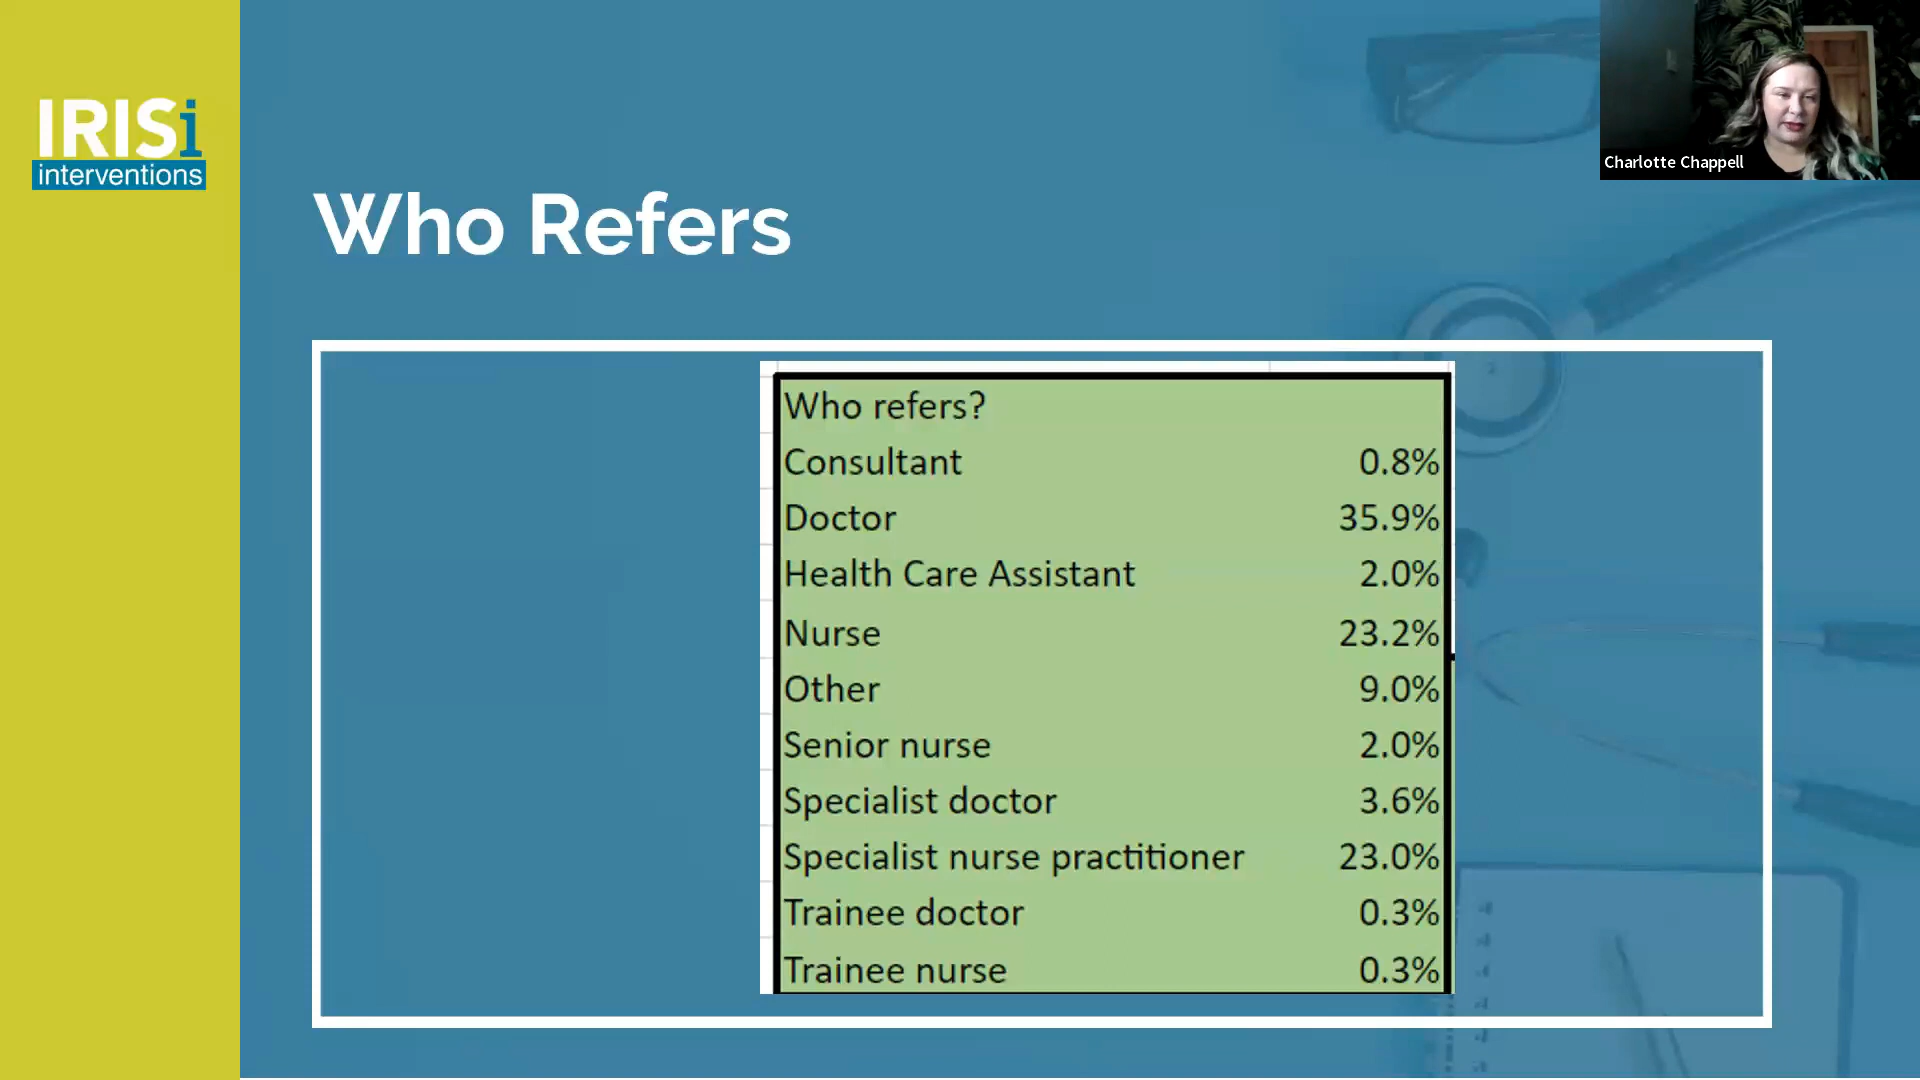 IRISi
interventions
Charlotte Chappell
Who Refers
Who refers?
Consultant 0.8%
Doctor 35.9%
Health Care Assistant 2.0%
Nurse 23.2%
Other 9.0%
Senior nurse 2.0%
Specialist doctor 3.6%
Specialist nurse practitioner 23.0%
Trainee doctor 0.3%
Trainee nurse 0.3%